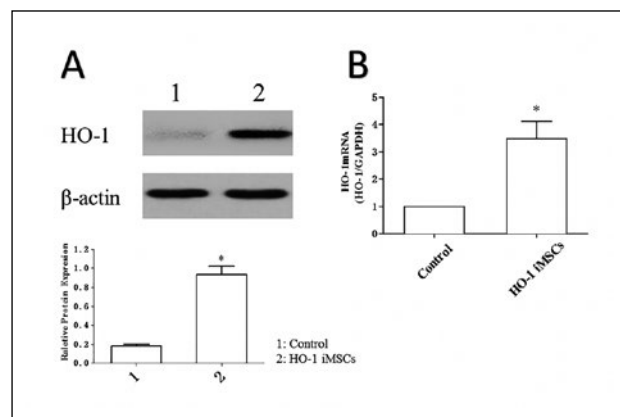 A
1 2
HO-1
β-actin
Relative Protein Expresion
1.2
1.0
0.8
0.6
0.4
0.2
0.0
*
1
2
1: Control
2: HO-1 iMSCs
B
HO-1mRNA
(HO-1/GAPDH)
5
4
3
2
1
0
*
Control
HO-1 iMSCs